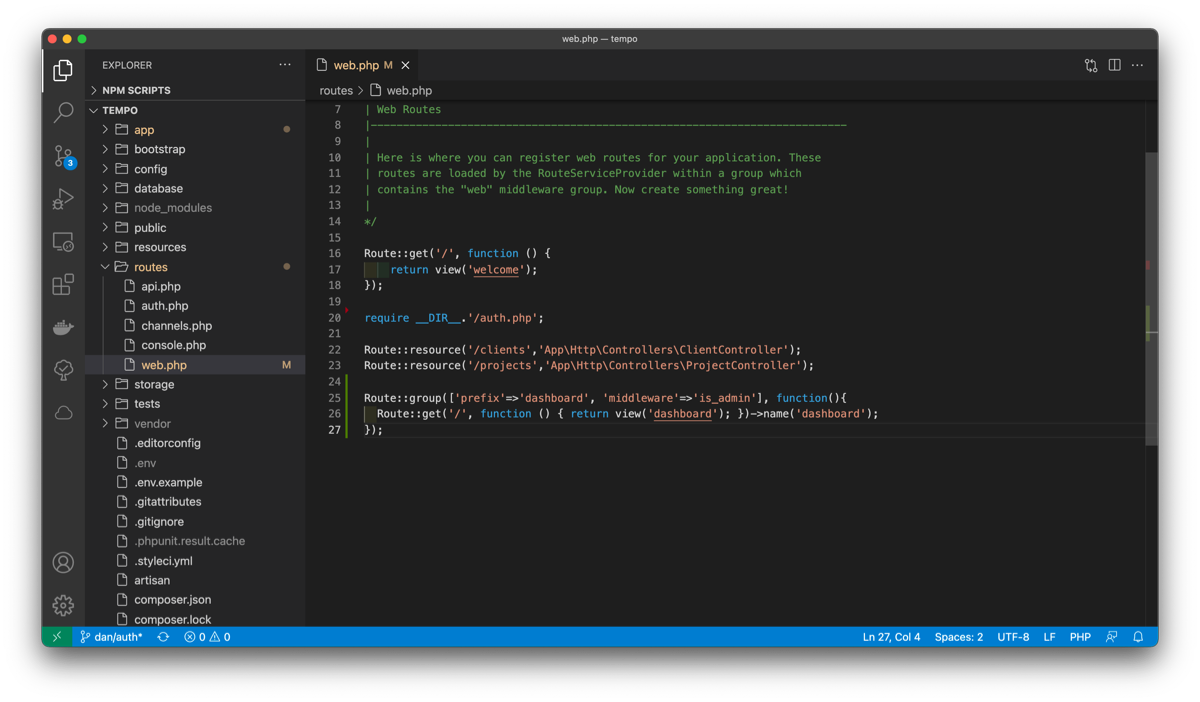 web.php — tempo
EXPLORER
NPM SCRIPTS
TEMPO
app
bootstrap
config
database
node_modules
public
resources
routes
api.php
auth.php
channels.php
console.php
web.php M
storage
tests
vendor
.editorconfig
.env
.env.example
.gitattributes
.gitignore
.phpunit.result.cache
.styleci.yml
artisan
composer.json
composer.lock
3
web.php M
routes > web.php
7 | Web Routes
8 |--------------------------------------------------------------------------
9 |
10 | Here is where you can register web routes for your application. These
11 | routes are loaded by the RouteServiceProvider within a group which
12 | contains the "web" middleware group. Now create something great!
13 |
14 */
15
16 Route::get('/', function () {
17     return view('welcome');
18 });
19
20 require __DIR__.'/auth.php';
21
22 Route::resource('/clients','App\Http\Controllers\ClientController');
23 Route::resource('/projects','App\Http\Controllers\ProjectController');
24
25 Route::group(['prefix'=>'dashboard', 'middleware'=>'is_admin'], function(){
26   Route::get('/', function () { return view('dashboard'); })->name('dashboard');
27 });
dan/auth* 0 0 Ln 27, Col 4 Spaces: 2 UTF-8 LF PHP